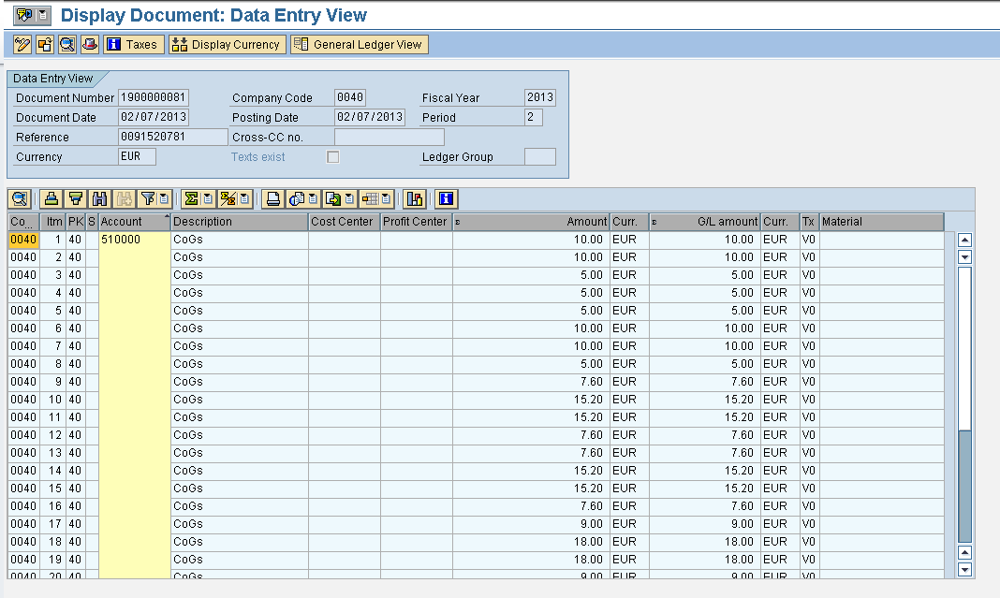 Display Document: Data Entry View
Taxes Display Currency General Ledger View
Data Entry View
Document Number 1900000081 Company Code 0040 Fiscal Year 2013
Document Date 02/07/2013 Posting Date 02/07/2013 Period 2
Reference 0091520781 Cross-CC no.
Currency EUR Texts exist Ledger Group
Co... Itm PK S Account Description Cost Center Profit Center Σ Amount Curr. Σ G/L amount Curr. Tx Material
0040 1 40 510000 CoGs 10.00 EUR 10.00 EUR V0
0040 2 40 CoGs 10.00 EUR 10.00 EUR V0
0040 3 40 CoGs 5.00 EUR 5.00 EUR V0
0040 4 40 CoGs 5.00 EUR 5.00 EUR V0
0040 5 40 CoGs 5.00 EUR 5.00 EUR V0
0040 6 40 CoGs 10.00 EUR 10.00 EUR V0
0040 7 40 CoGs 10.00 EUR 10.00 EUR V0
0040 8 40 CoGs 5.00 EUR 5.00 EUR V0
0040 9 40 CoGs 7.60 EUR 7.60 EUR V0
0040 10 40 CoGs 15.20 EUR 15.20 EUR V0
0040 11 40 CoGs 15.20 EUR 15.20 EUR V0
0040 12 40 CoGs 7.60 EUR 7.60 EUR V0
0040 13 40 CoGs 7.60 EUR 7.60 EUR V0
0040 14 40 CoGs 15.20 EUR 15.20 EUR V0
0040 15 40 CoGs 15.20 EUR 15.20 EUR V0
0040 16 40 CoGs 7.60 EUR 7.60 EUR V0
0040 17 40 CoGs 9.00 EUR 9.00 EUR V0
0040 18 40 CoGs 18.00 EUR 18.00 EUR V0
0040 19 40 CoGs 18.00 EUR 18.00 EUR V0
0040 20 40 CoGs 9.00 EUR 9.00 EUR V0